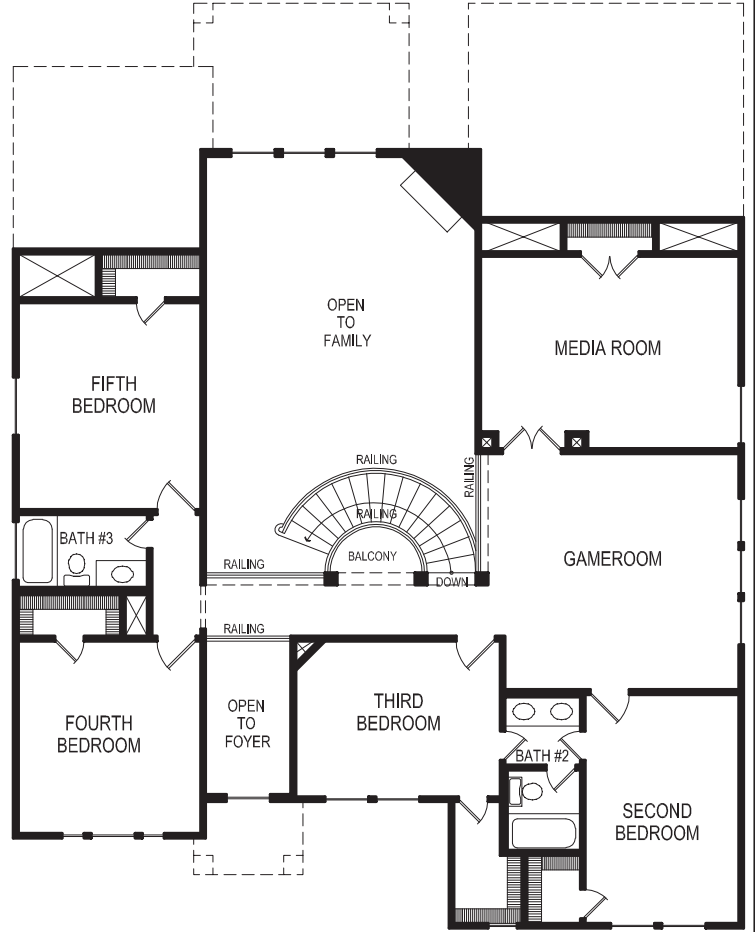 OPEN
TO
FAMILY
MEDIA ROOM
FIFTH
BEDROOM
RAILING
RAILING
RAILING
BATH #3
BALCONY
GAMEROOM
RAILING
DOWN
RAILING
FOURTH
BEDROOM
OPEN
TO
FOYER
THIRD
BEDROOM
BATH #2
SECOND
BEDROOM